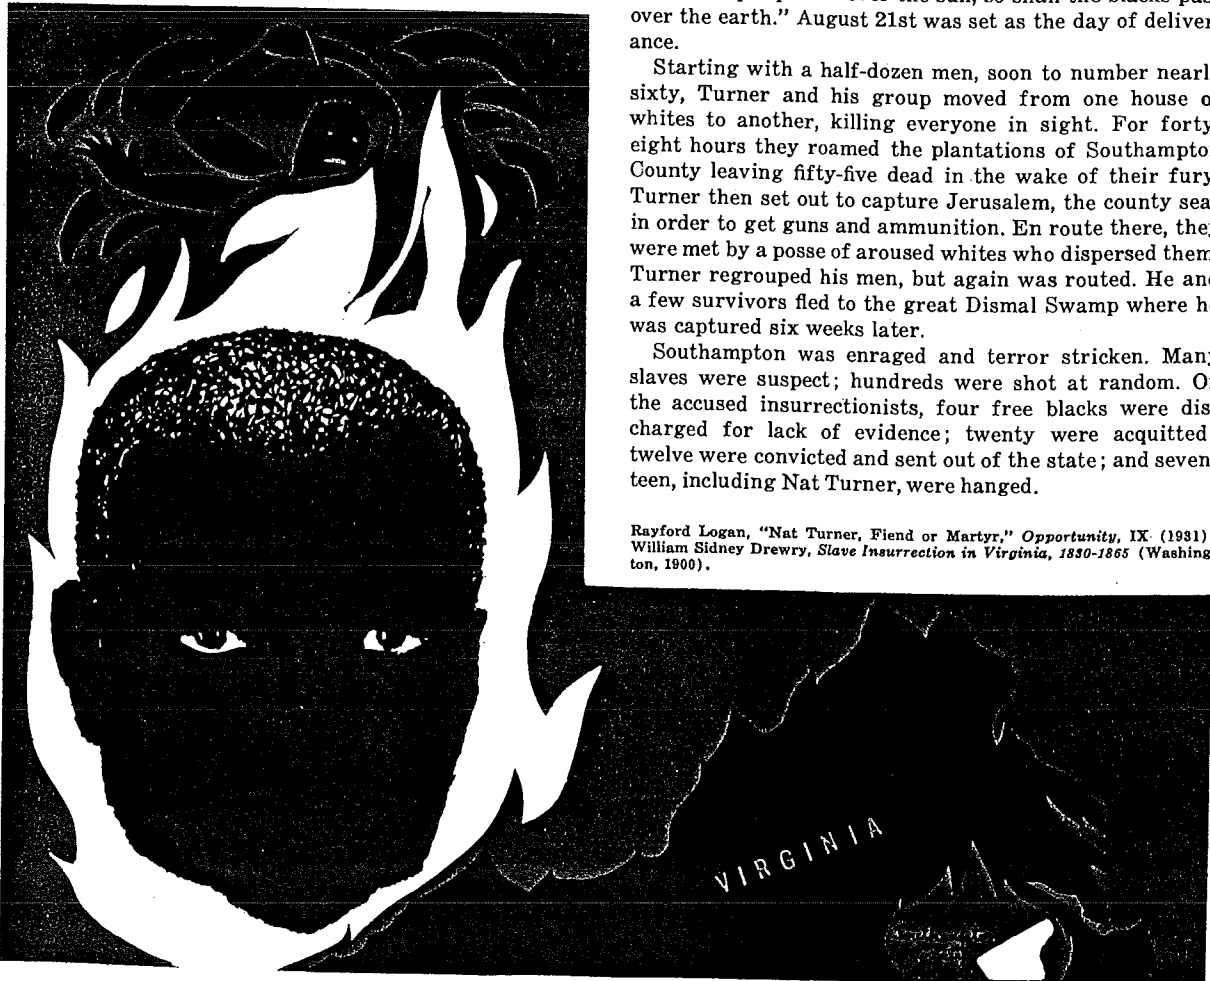 over the earth.” August 21st was set as the day of deliver
ance.
Starting with a half-dozen men, soon to number nearl
sixty, Turner and his group moved from one house o
whites to another, killing everyone in sight. For forty
eight hours they roamed the plantations of Southampto
County leaving fifty-five dead in the wake of their fury
Turner then set out to capture Jerusalem, the county sea
in order to get guns and ammunition. En route there, the
were met by a posse of aroused whites who dispersed them
Turner regrouped his men, but again was routed. He an
a few survivors fled to the great Dismal Swamp where h
was captured six weeks later.
Southampton was enraged and terror stricken. Man
slaves were suspect; hundreds were shot at random. O
the accused insurrectionists, four free blacks were dis
charged for lack of evidence; twenty were acquitted
twelve were convicted and sent out of the state; and seven
teen, including Nat Turner, were hanged.
Rayford Logan, “Nat Turner, Fiend or Martyr,” Opportunity, IX (1931)
William Sidney Drewry, Slave Insurrection in Virginia, 1830-1865 (Washing
ton, 1900).
VIRGINIA